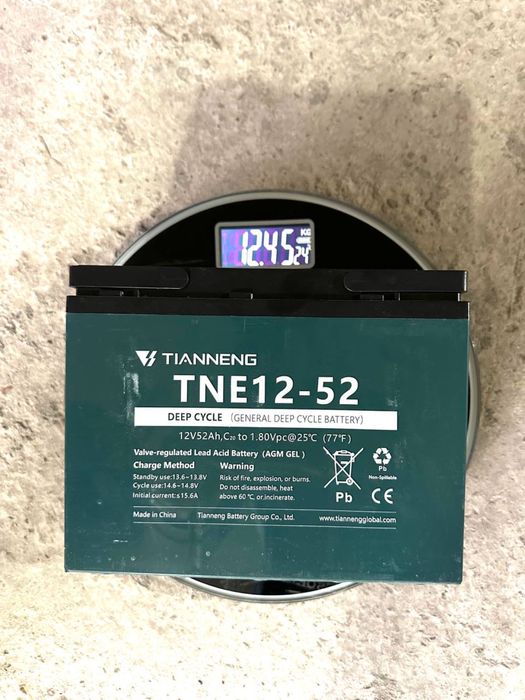 12.45
KG
24
TIANNENG
TNE12-52
DEEP CYCLE (GENERAL DEEP CYCLE BATTERY)
12V52Ah,C20 to 1.80Vpc@25℃ (77℉)
Valve-regulated Lead Acid Battery (AGM GEL)
Charge Method
Standby use:13.6~13.8V
Cycle use:14.6~14.8V
Initial current:≤15.6A
Warning
Risk of fire, explosion, or burns.
Do not disassemble, heat
above 60 ℃, or.incinerate.
Pb
Pb
Non-Spillable
CE
Made in China Tianneng Battery Group Co., Ltd. www.tiannengglobal.com